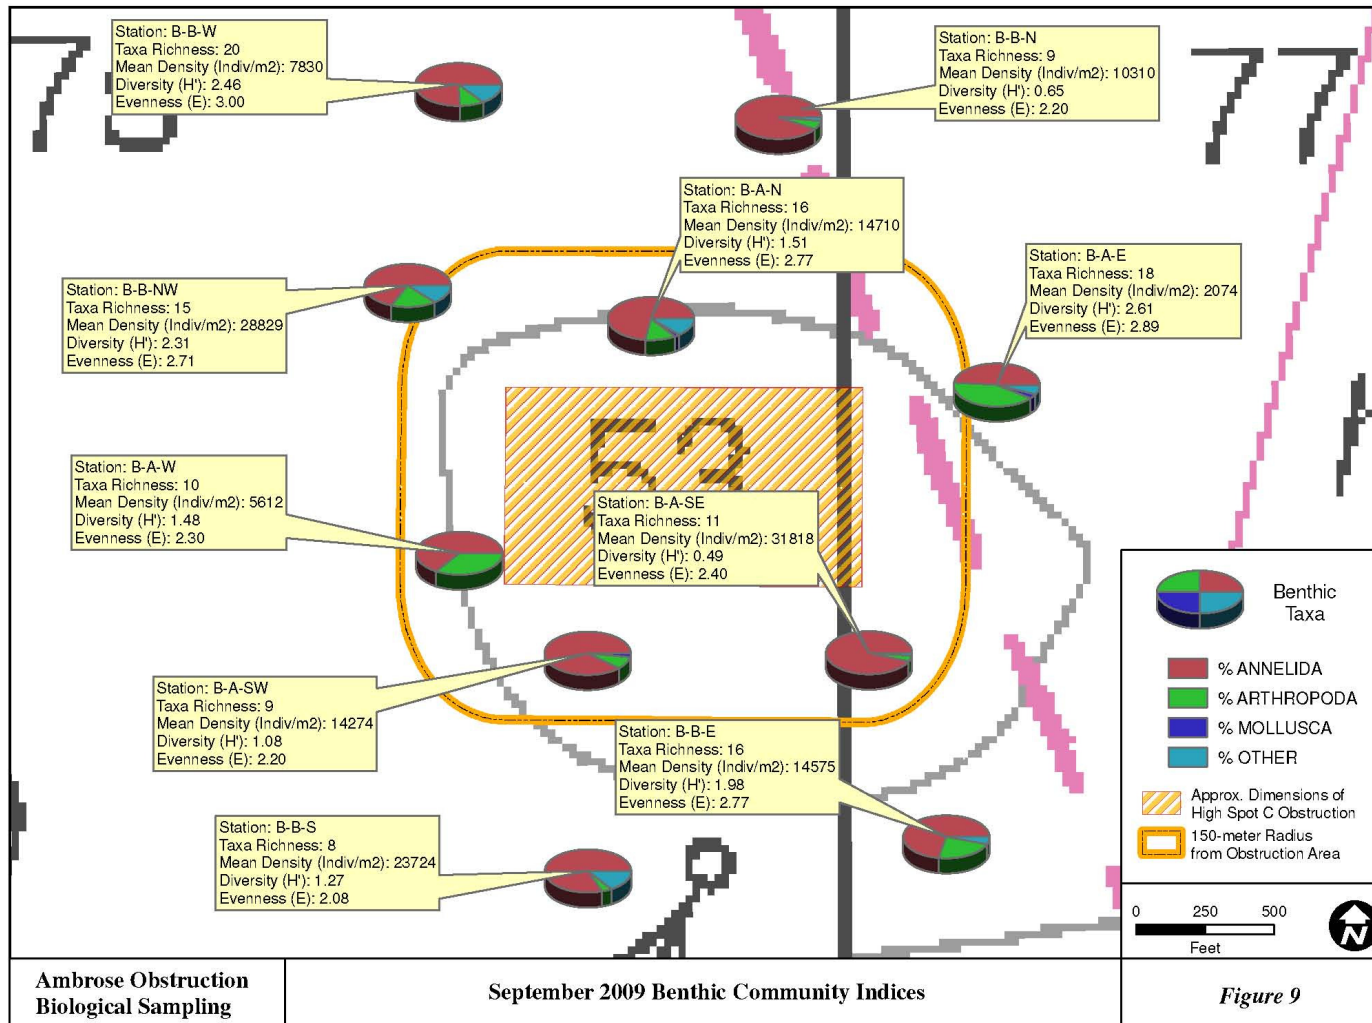 Station: B-B-W
Taxa Richness: 20
Mean Density (Indiv/m2): 7830
Diversity (H'): 2.46
Evenness (E): 3.00
Station: B-B-N
Taxa Richness: 9
Mean Density (Indiv/m2): 10310
Diversity (H'): 0.65
Evenness (E): 2.20
77
Station: B-A-N
Taxa Richness: 16
Mean Density (Indiv/m2): 14710
Diversity (H'): 1.51
Evenness (E): 2.77
Station: B-A-E
Taxa Richness: 18
Mean Density (Indiv/m2): 2074
Diversity (H'): 2.61
Evenness (E): 2.89
Station: B-B-NW
Taxa Richness: 15
Mean Density (Indiv/m2): 28829
Diversity (H'): 2.31
Evenness (E): 2.71
Station: B-A-W
Taxa Richness: 10
Mean Density (Indiv/m2): 5612
Diversity (H'): 1.48
Evenness (E): 2.30
Station: B-A-SE
Taxa Richness: 11
Mean Density (Indiv/m2): 31818
Diversity (H'): 0.49
Evenness (E): 2.40
Station: B-A-SW
Taxa Richness: 9
Mean Density (Indiv/m2): 14274
Diversity (H'): 1.08
Evenness (E): 2.20
Station: B-B-E
Taxa Richness: 16
Mean Density (Indiv/m2): 14575
Diversity (H'): 1.98
Evenness (E): 2.77
Station: B-B-S
Taxa Richness: 8
Mean Density (Indiv/m2): 23724
Diversity (H'): 1.27
Evenness (E): 2.08
Benthic
Taxa
% ANNELIDA
% ARTHROPODA
% MOLLUSCA
% OTHER
Approx. Dimensions of
High Spot C Obstruction
150-meter Radius
from Obstruction Area
0 250 500
Feet
N
Ambrose Obstruction
Biological Sampling
September 2009 Benthic Community Indices
Figure 9